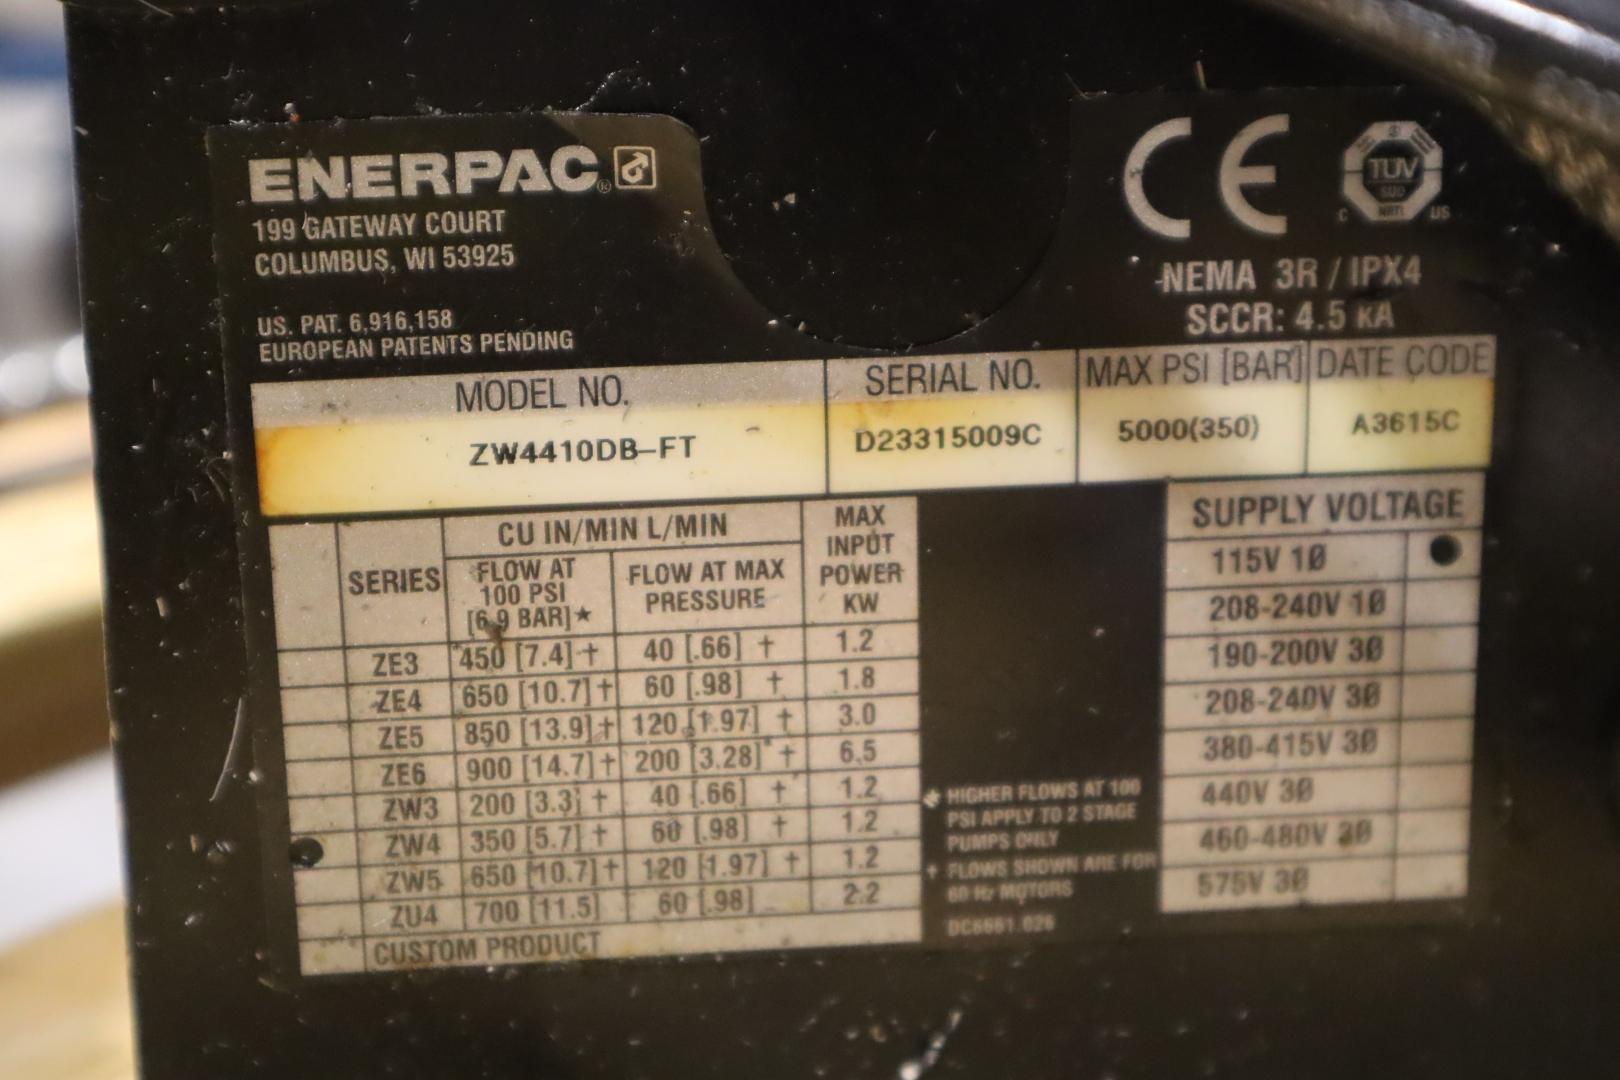 ENERPAC®
199 GATEWAY COURT
COLUMBUS, WI 53925
US. PAT. 6,916,158
EUROPEAN PATENTS PENDING
CE
TÜV
SÜD
NRTL
C US
NEMA 3R / IPX4
SCCR: 4.5 KA
MODEL NO. SERIAL NO. MAX PSI [BAR] DATE CODE
ZW4410DB-FT D23315009C 5000(350) A3615C
SERIES CU IN/MIN L/MIN MAX INPUT POWER KW
FLOW AT 100 PSI [6.9 BAR]★ FLOW AT MAX PRESSURE
ZE3 450 [7.4]† 40 [.66] † 1.2
ZE4 650 [10.7]† 60 [.98] † 1.8
ZE5 850 [13.9]† 120 [1.97] † 3.0
ZE6 900 [14.7]† 200 [3.28] † 6.5
ZW3 200 [3.3] † 40 [.66] † 1.2
ZW4 350 [5.7] † 60 [.98] † 1.2
ZW5 650 [10.7]† 120 [1.97] † 1.2
ZU4 700 [11.5] 60 [.98] 2.2
CUSTOM PRODUCT
★ HIGHER FLOWS AT 100
PSI APPLY TO 2 STAGE
PUMPS ONLY
† FLOWS SHOWN ARE FOR
60 Hz MOTORS
SUPPLY VOLTAGE
115V 1Ø
208-240V 1Ø
190-200V 3Ø
208-240V 3Ø
380-415V 3Ø
440V 3Ø
460-480V 3Ø
575V 3Ø